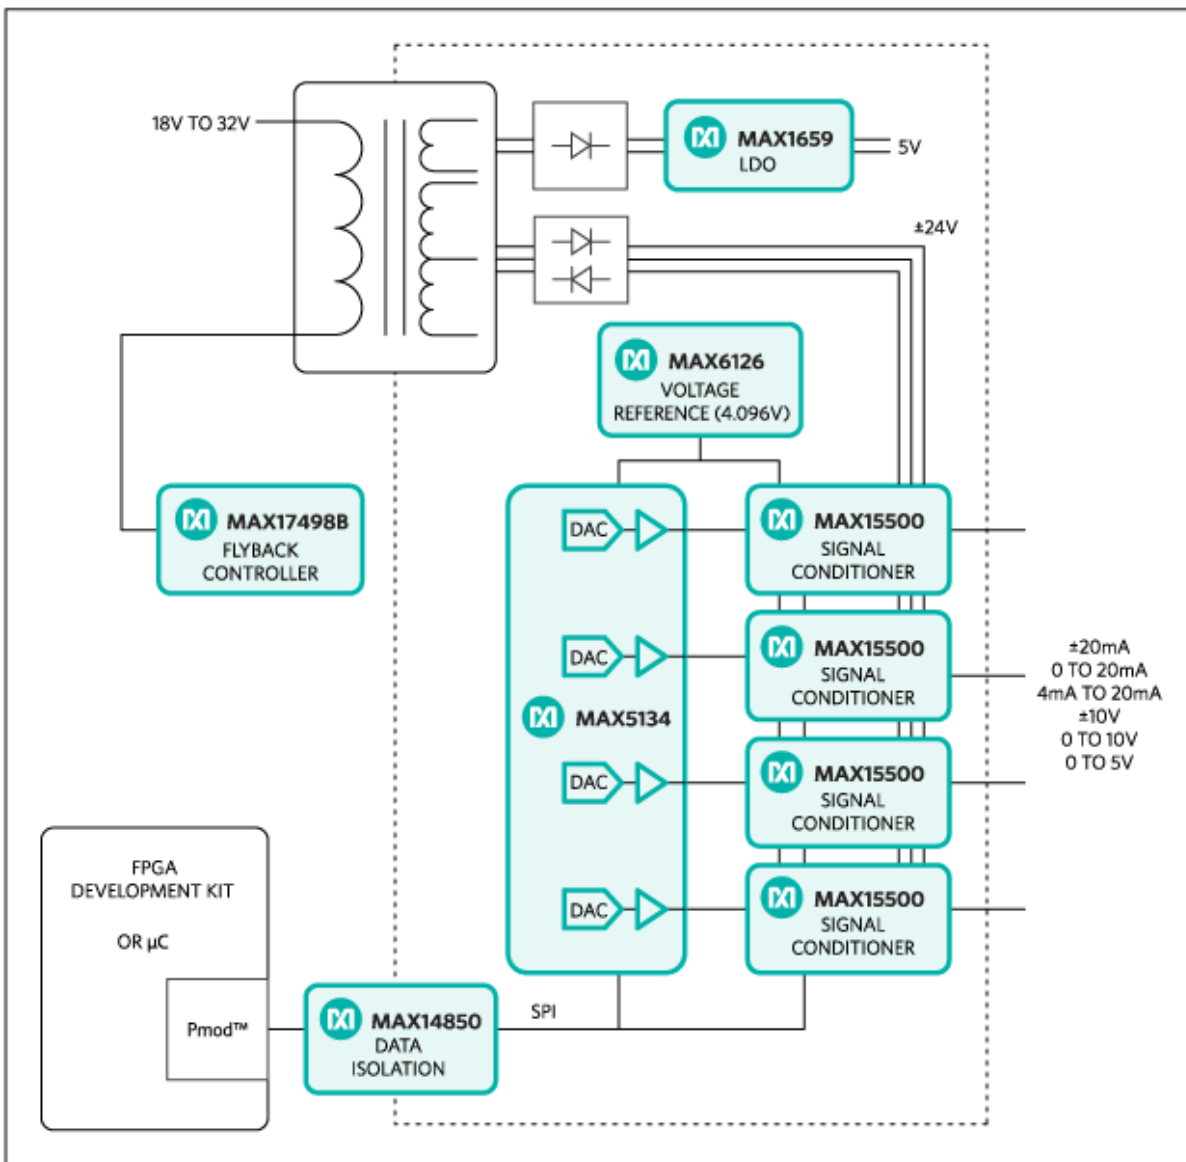 18V TO 32V
MAX1659
LDO
5V
±24V
MAX6126
VOLTAGE
REFERENCE (4.096V)
MAX17498B
FLYBACK
CONTROLLER
DAC
MAX15500
SIGNAL
CONDITIONER
DAC
MAX15500
SIGNAL
CONDITIONER
MAX5134
DAC
MAX15500
SIGNAL
CONDITIONER
DAC
MAX15500
SIGNAL
CONDITIONER
±20mA
0 TO 20mA
4mA TO 20mA
±10V
0 TO 10V
0 TO 5V
FPGA
DEVELOPMENT KIT
OR µC
Pmod™
MAX14850
DATA
ISOLATION
SPI